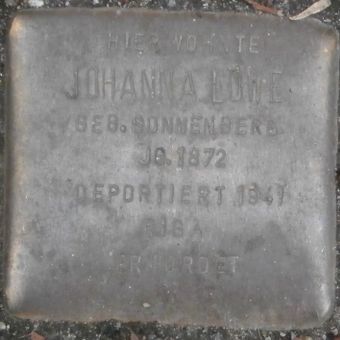 HIER WOHNTE
JOHANNA LÖWE
GEB. SONNENBERG
JG. 1872
DEPORTIERT 1941
RIGA
ERMORDET